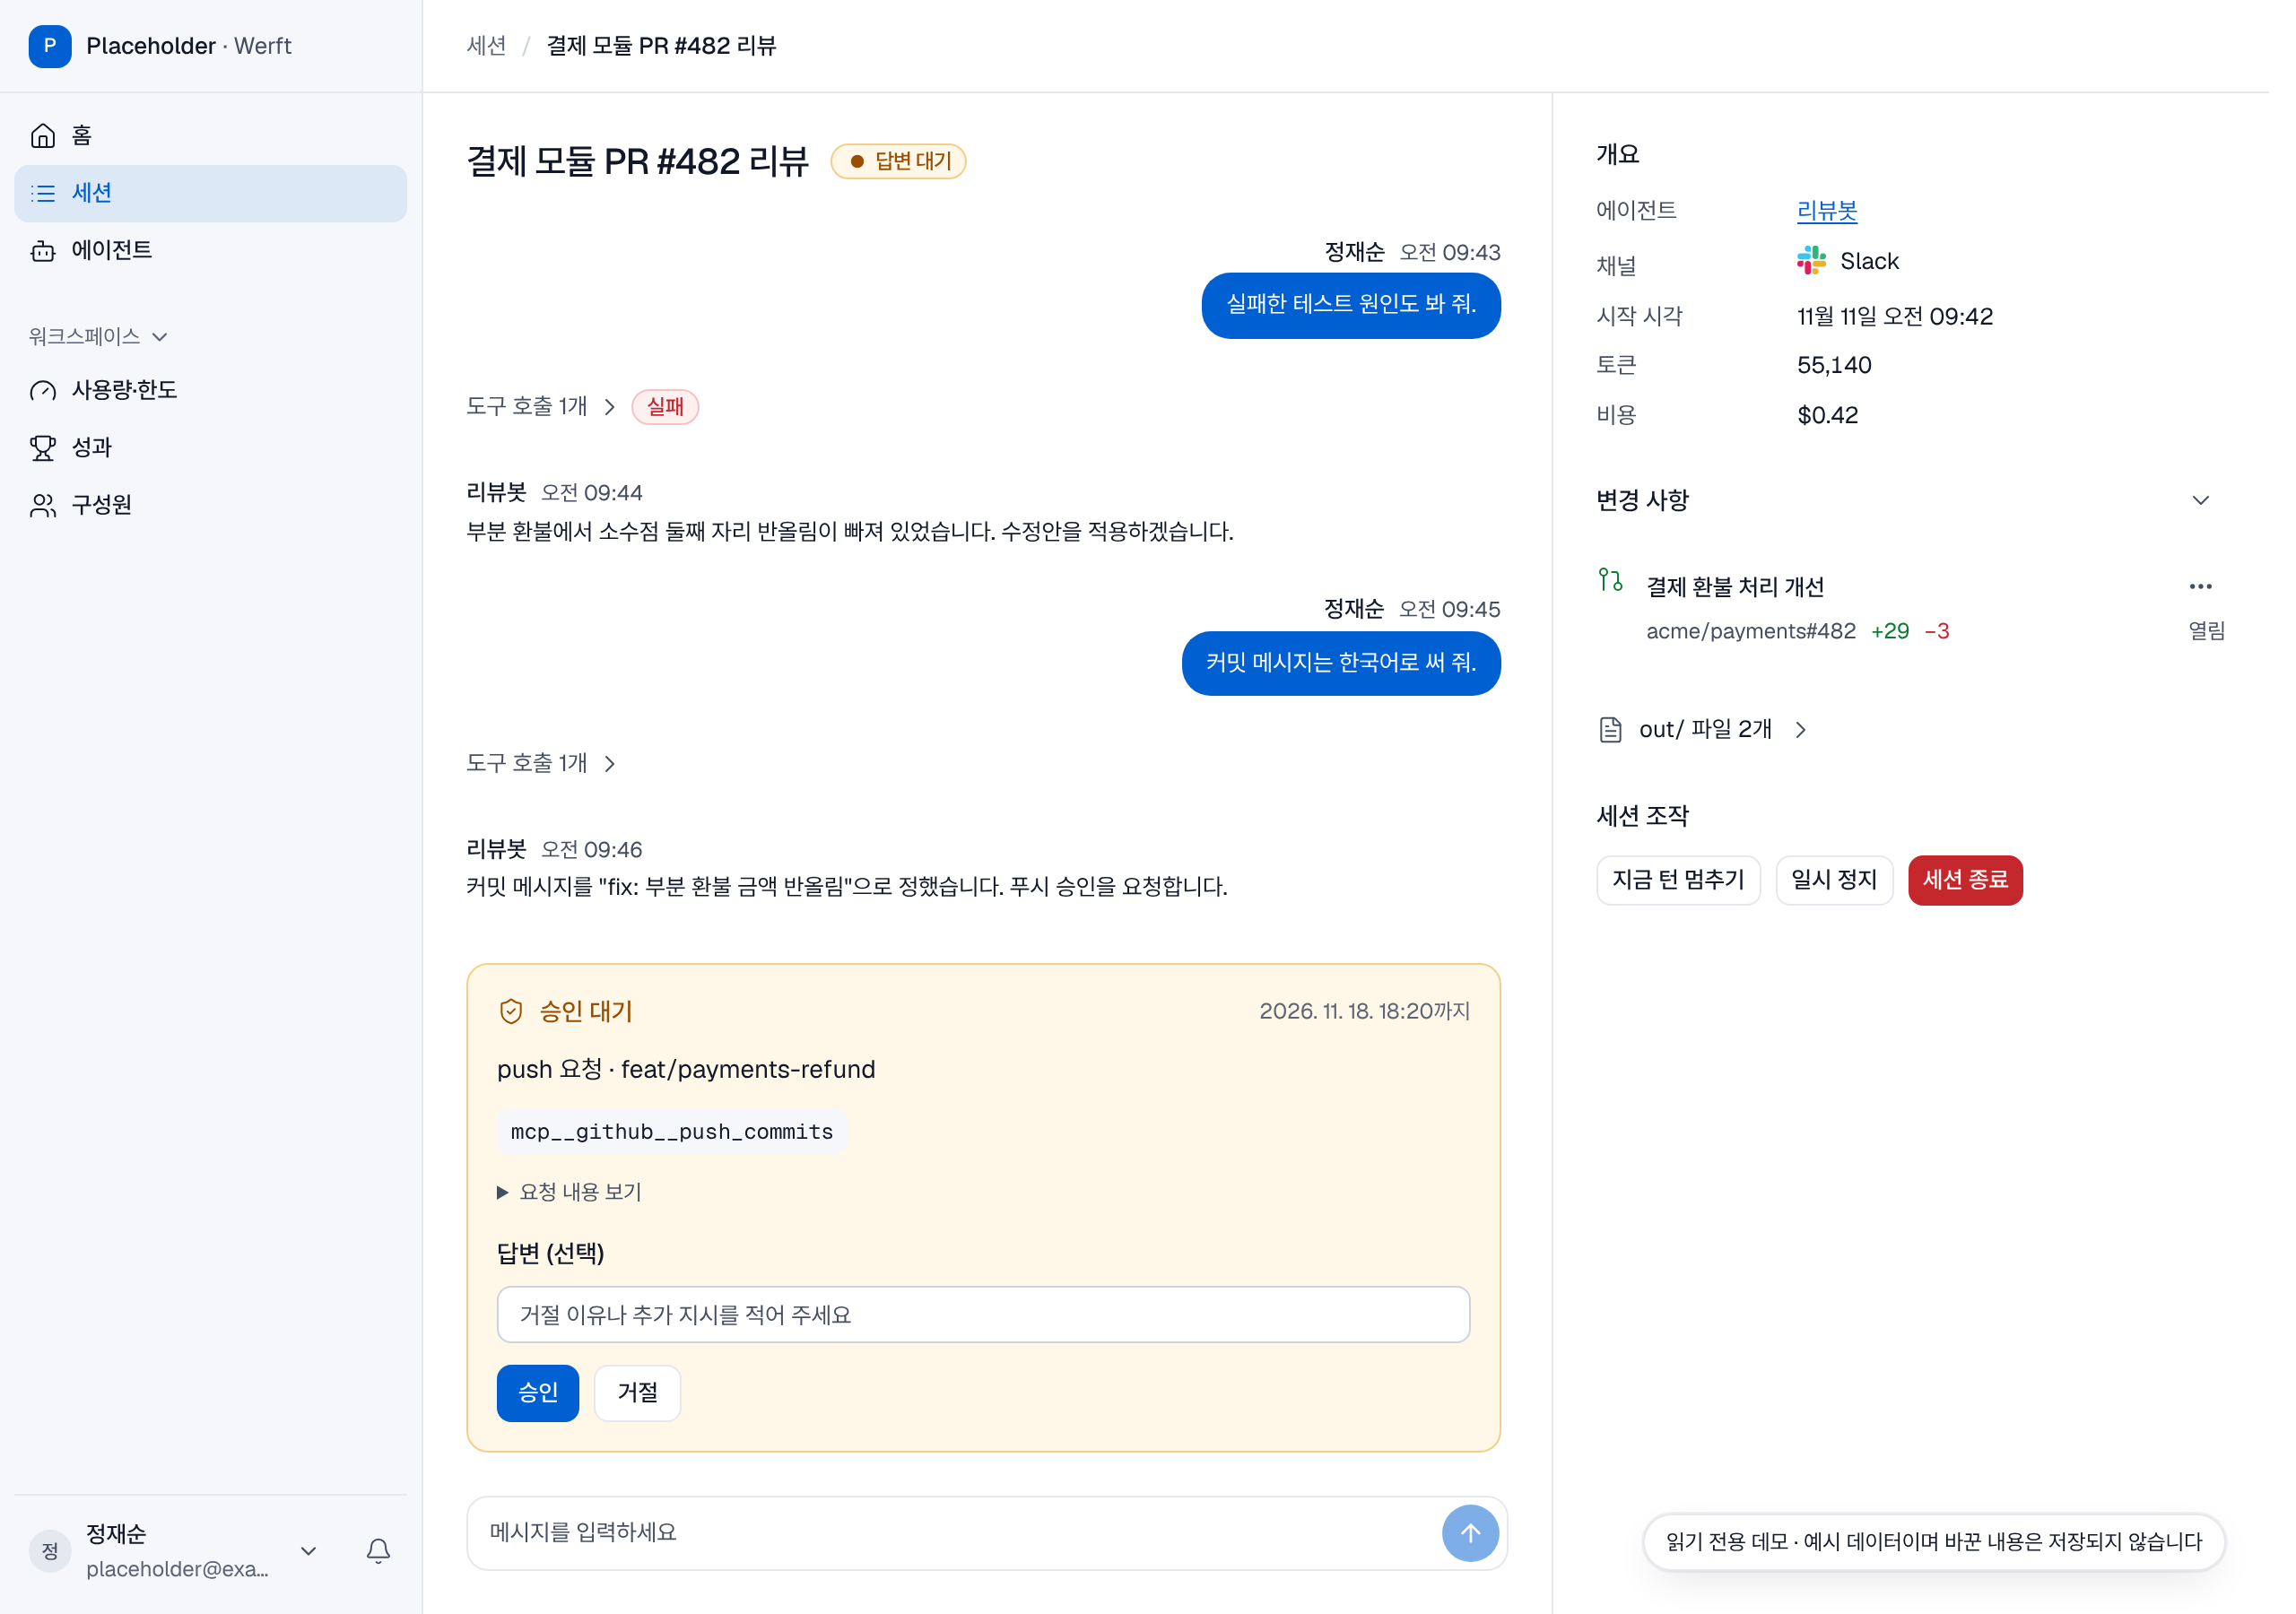 P Placeholder · Werft
홈
세션
에이전트
워크스페이스
사용량·한도
성과
구성원
정
정재순
placeholder@exa...
세션 / 결제 모듈 PR #482 리뷰
결제 모듈 PR #482 리뷰 답변 대기
정재순 오전 09:43
실패한 테스트 원인도 봐 줘.
도구 호출 1개 실패
리뷰봇 오전 09:44
부분 환불에서 소수점 둘째 자리 반올림이 빠져 있었습니다. 수정안을 적용하겠습니다.
정재순 오전 09:45
커밋 메시지는 한국어로 써 줘.
도구 호출 1개
리뷰봇 오전 09:46
커밋 메시지를 "fix: 부분 환불 금액 반올림"으로 정했습니다. 푸시 승인을 요청합니다.
승인 대기 2026. 11. 18. 18:20까지
push 요청 · feat/payments-refund
mcp__github__push_commits
요청 내용 보기
답변 (선택)
거절 이유나 추가 지시를 적어 주세요
승인 거절
메시지를 입력하세요
개요
에이전트 리뷰봇
채널 Slack
시작 시각 11월 11일 오전 09:42
토큰 55,140
비용 $0.42
변경 사항
결제 환불 처리 개선
acme/payments#482 +29 −3 열림
out/ 파일 2개
세션 조작
지금 턴 멈추기 일시 정지 세션 종료
읽기 전용 데모 · 예시 데이터이며 바꾼 내용은 저장되지 않습니다